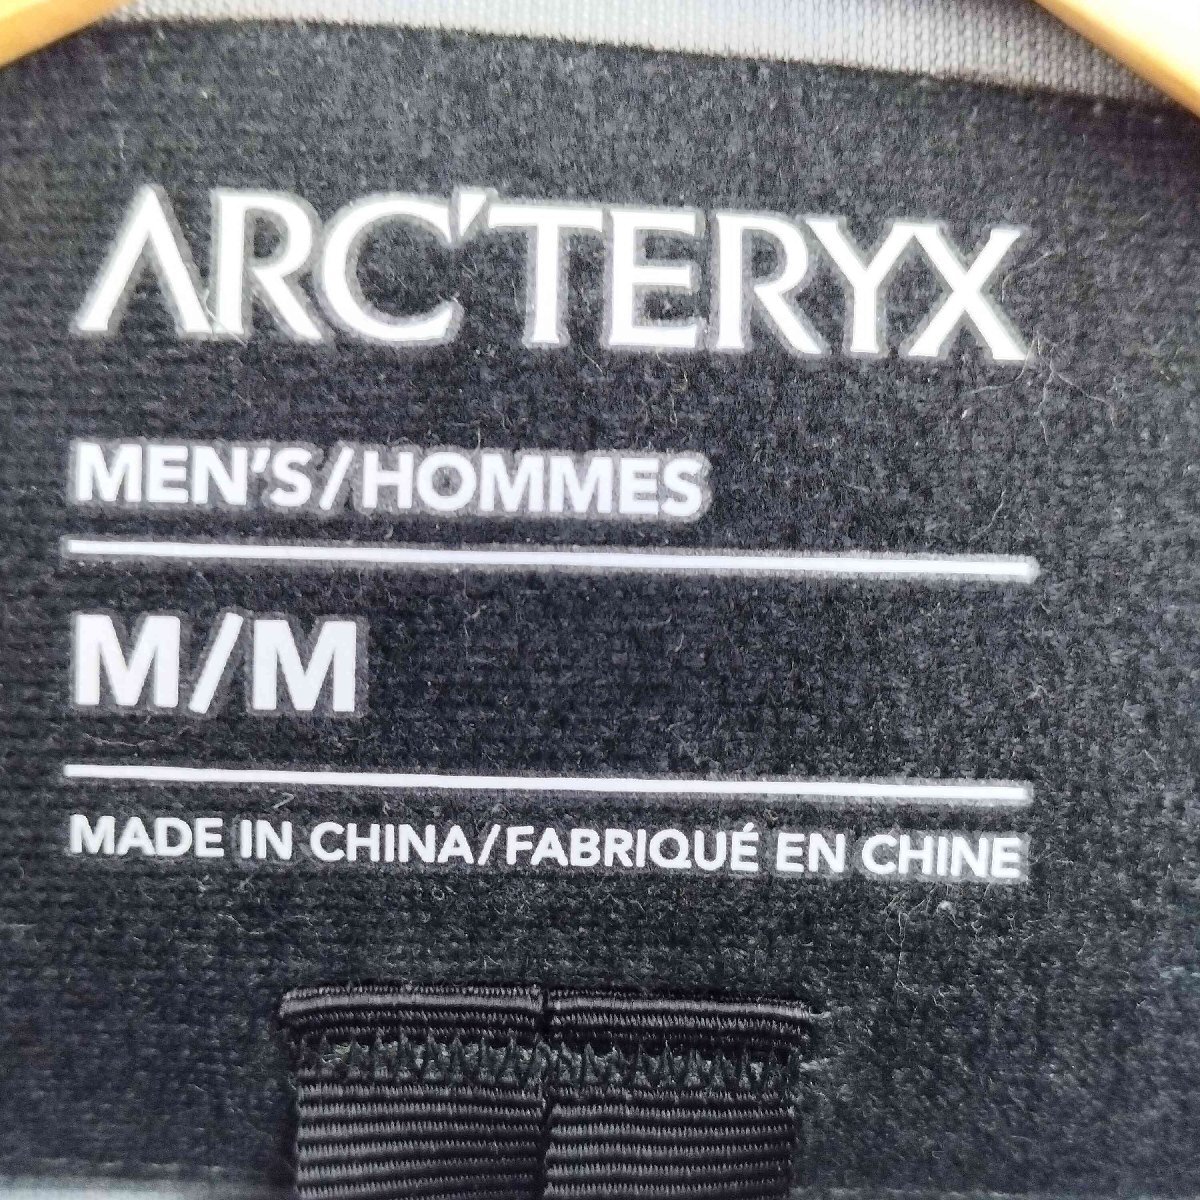 ARC'TERYX
MEN'S/HOMMES
M/M
MADE IN CHINA/FABRIQUÉ EN CHINE